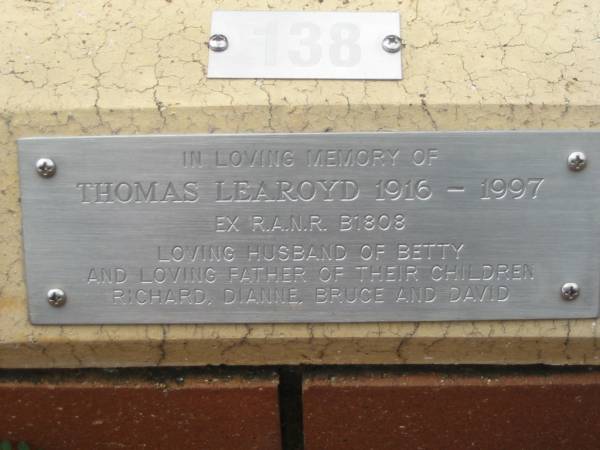 138
IN LOVING MEMORY OF
THOMAS LEAROYD 1916 - 1997
EX R.A.N.R. B1808
LOVING HUSBAND OF BETTY
AND LOVING FATHER OF THEIR CHILDREN
RICHARD, DIANNE, BRUCE AND DAVID